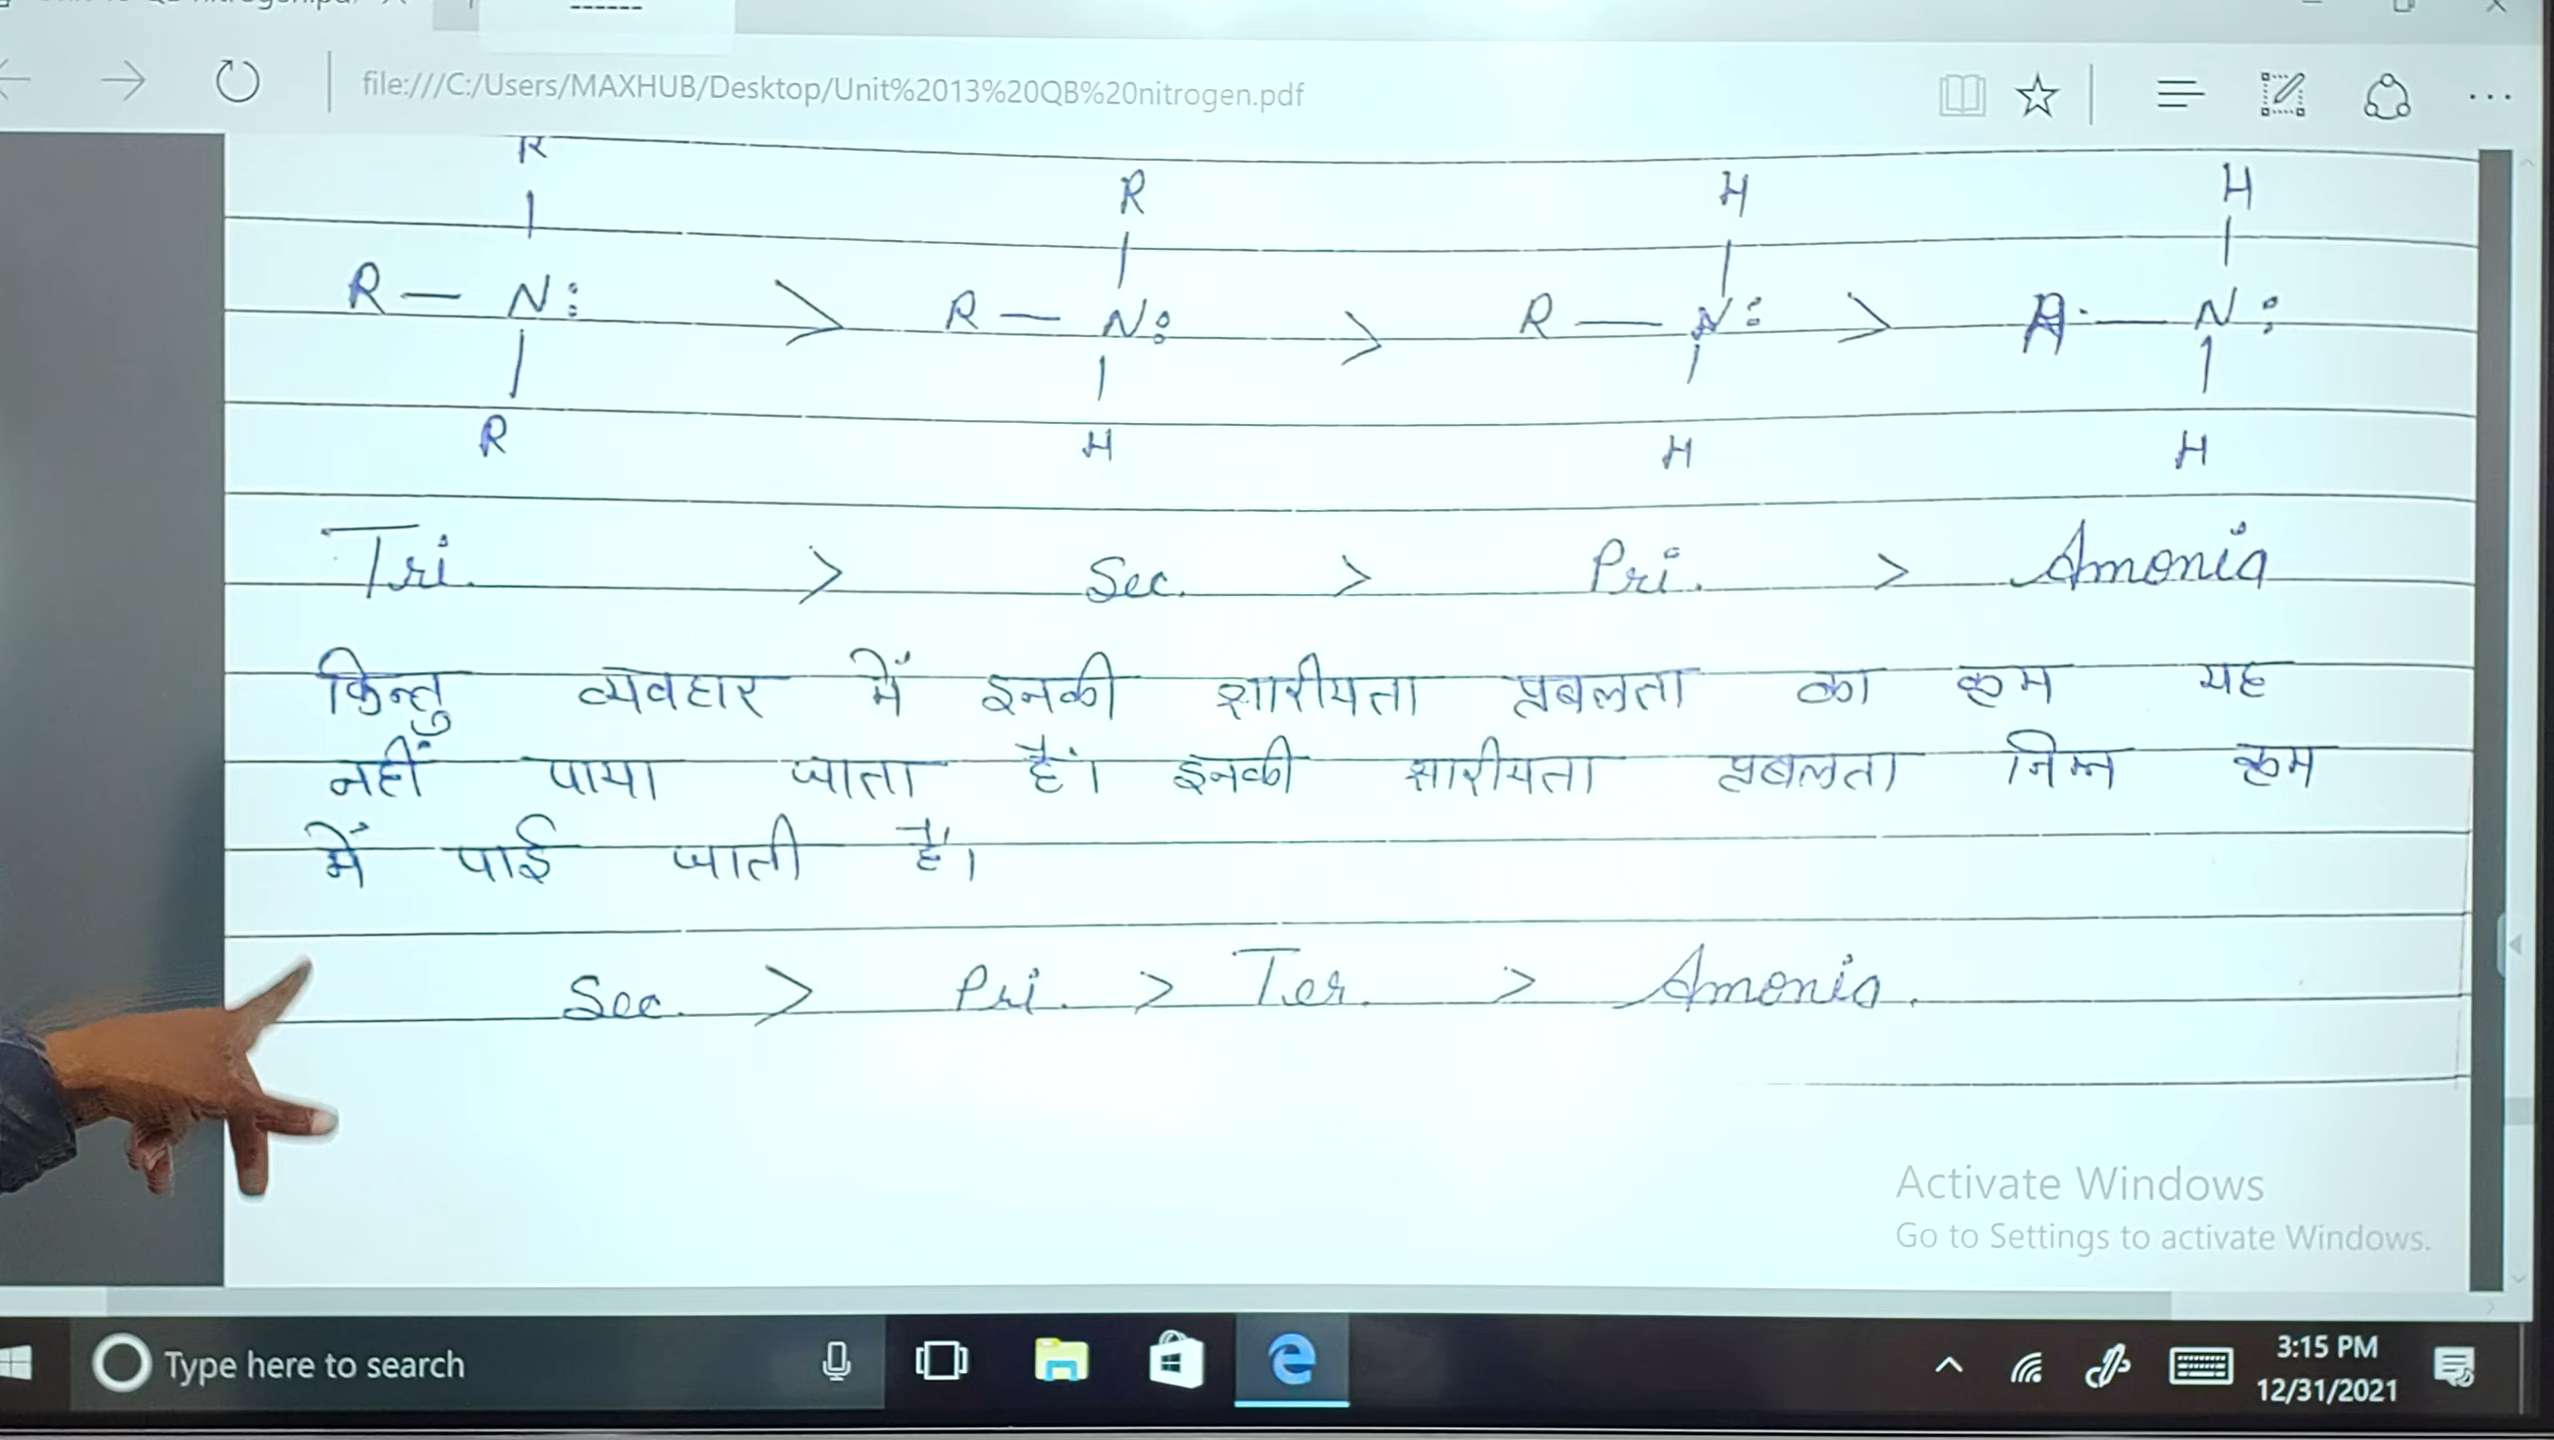 file:///C:/Users/MAXHUB/Desktop/Unit%2013%20QB%20nitrogen.pdf
R R H H
R — N: > R — N: > R — N: > H — N:
R H H H
Tri. > Sec. > Pri. > Amonia
किन्तु व्यवहार में इनकी क्षारीयता प्रबलता का क्रम यह
नहीं पाया जाता है। इनकी क्षारीयता प्रबलता निम्न क्रम
में पाई जाती है।
Sec. > Pri. > Ter. > Amonia.
Activate Windows
Go to Settings to activate Windows.
Type here to search
3:15 PM
12/31/2021